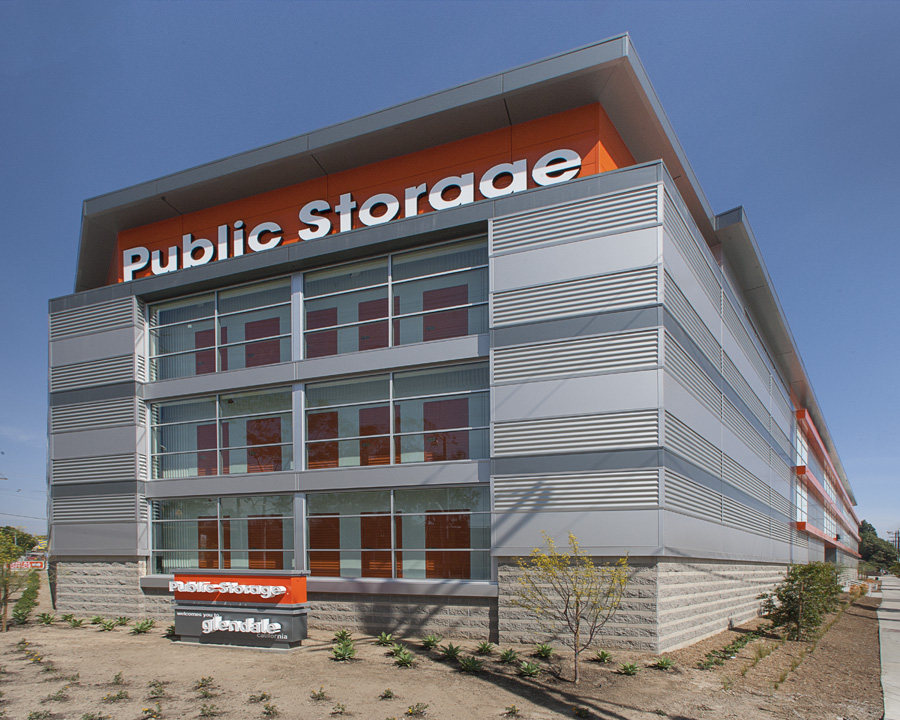 Public Storage
Public Storage
welcomes you to
glendale
california